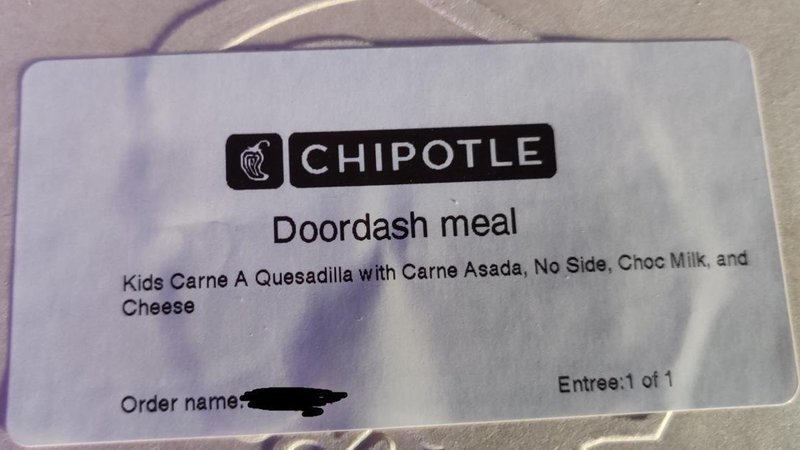 CHIPOTLE
Doordash meal
Kids Carne A Quesadilla with Carne Asada, No Side, Choc Milk, and
Cheese
Order name:
Entree:1 of 1